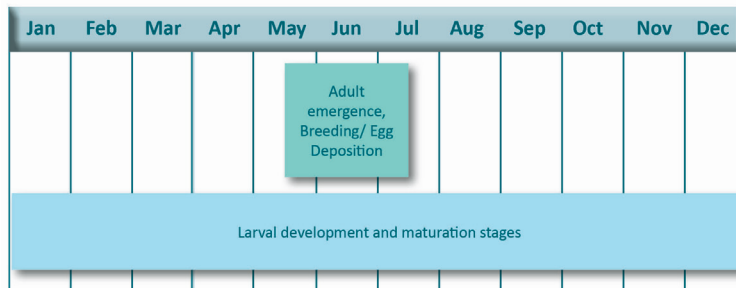 Jan Feb Mar Apr May Jun Jul Aug Sep Oct Nov Dec
Adult
emergence,
Breeding/ Egg
Deposition
Larval development and maturation stages